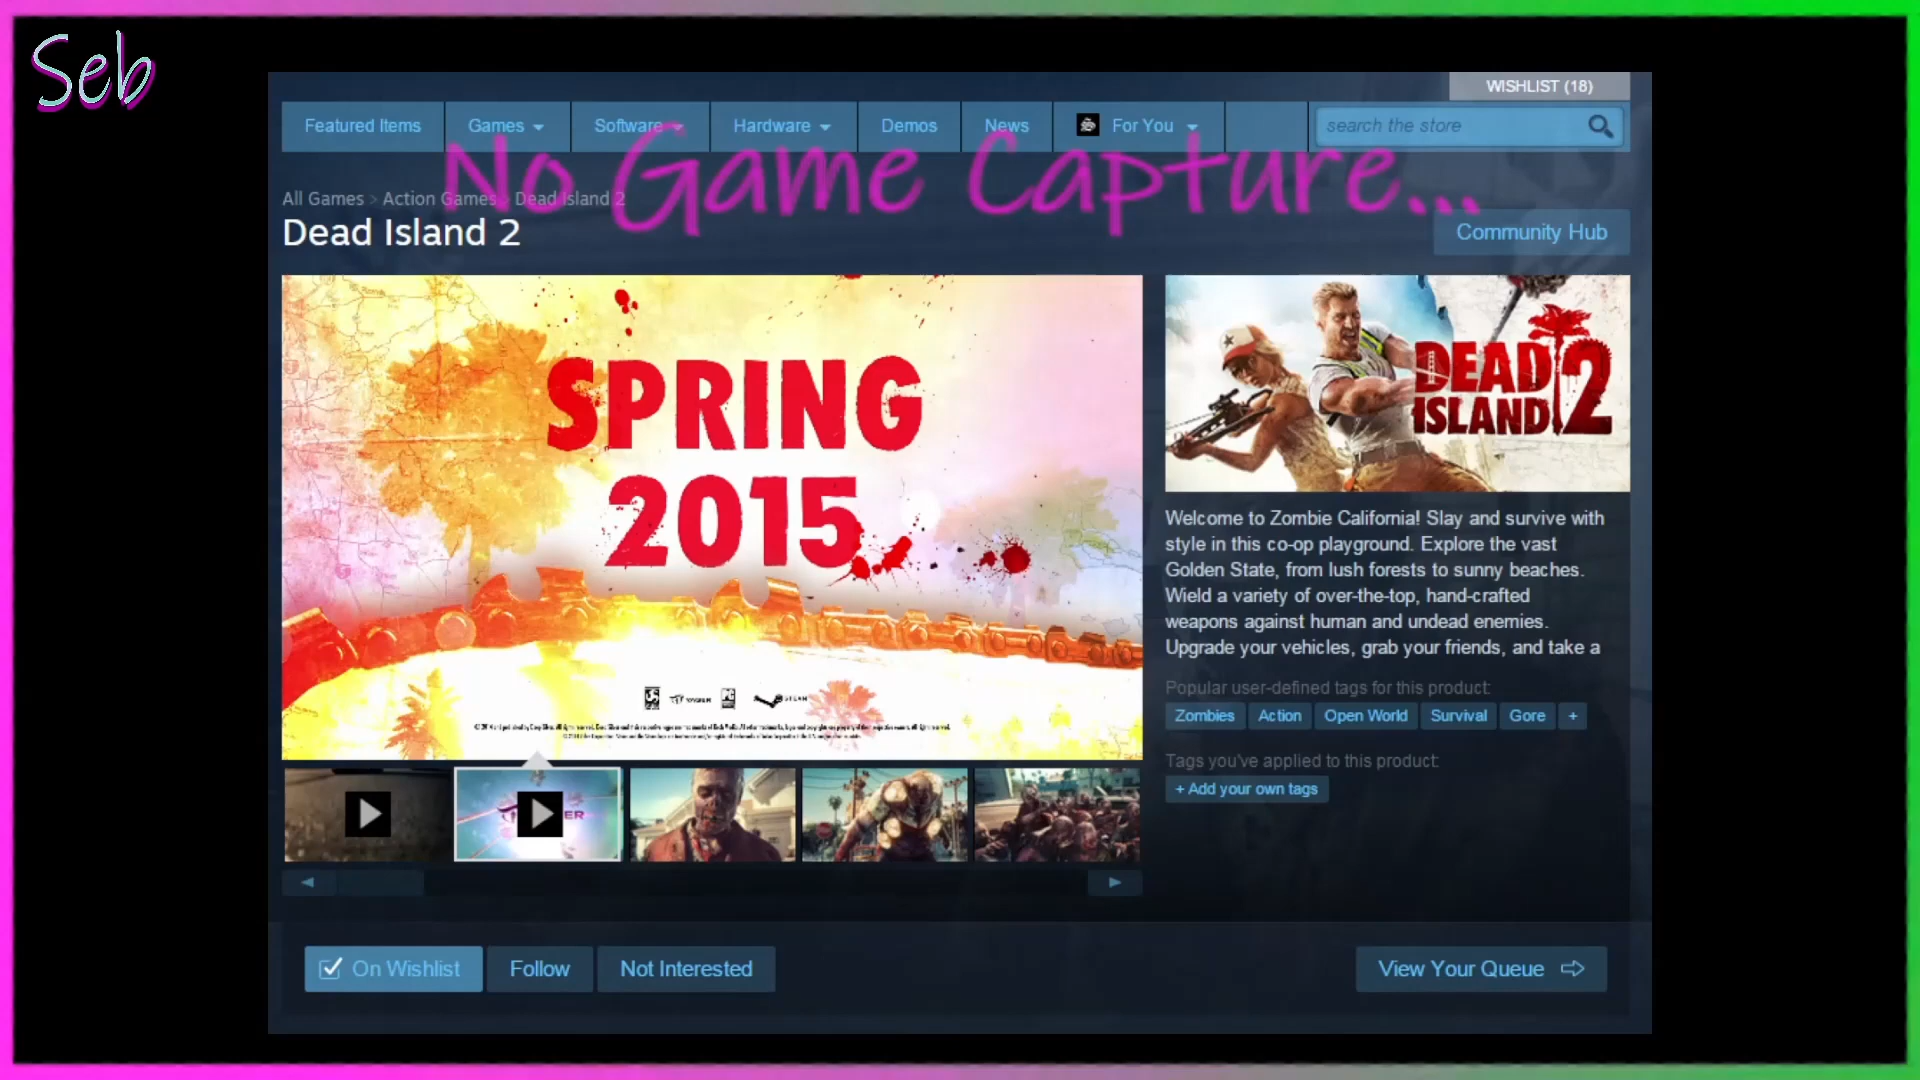 Seb
WISHLIST (18)
Featured Items
Games
Software
Hardware
Demos
News
For You
search the store
No Game Capture...
All Games > Action Games > Dead Island 2
Dead Island 2
Community Hub
SPRING
2015
STEAM
DEAD
ISLAND 2
Welcome to Zombie California! Slay and survive with
style in this co-op playground. Explore the vast
Golden State, from lush forests to sunny beaches.
Wield a variety of over-the-top, hand-crafted
weapons against human and undead enemies.
Upgrade your vehicles, grab your friends, and take a
Popular user-defined tags for this product:
Zombies
Action
Open World
Survival
Gore
+
Tags you've applied to this product:
+ Add your own tags
On Wishlist
Follow
Not Interested
View Your Queue